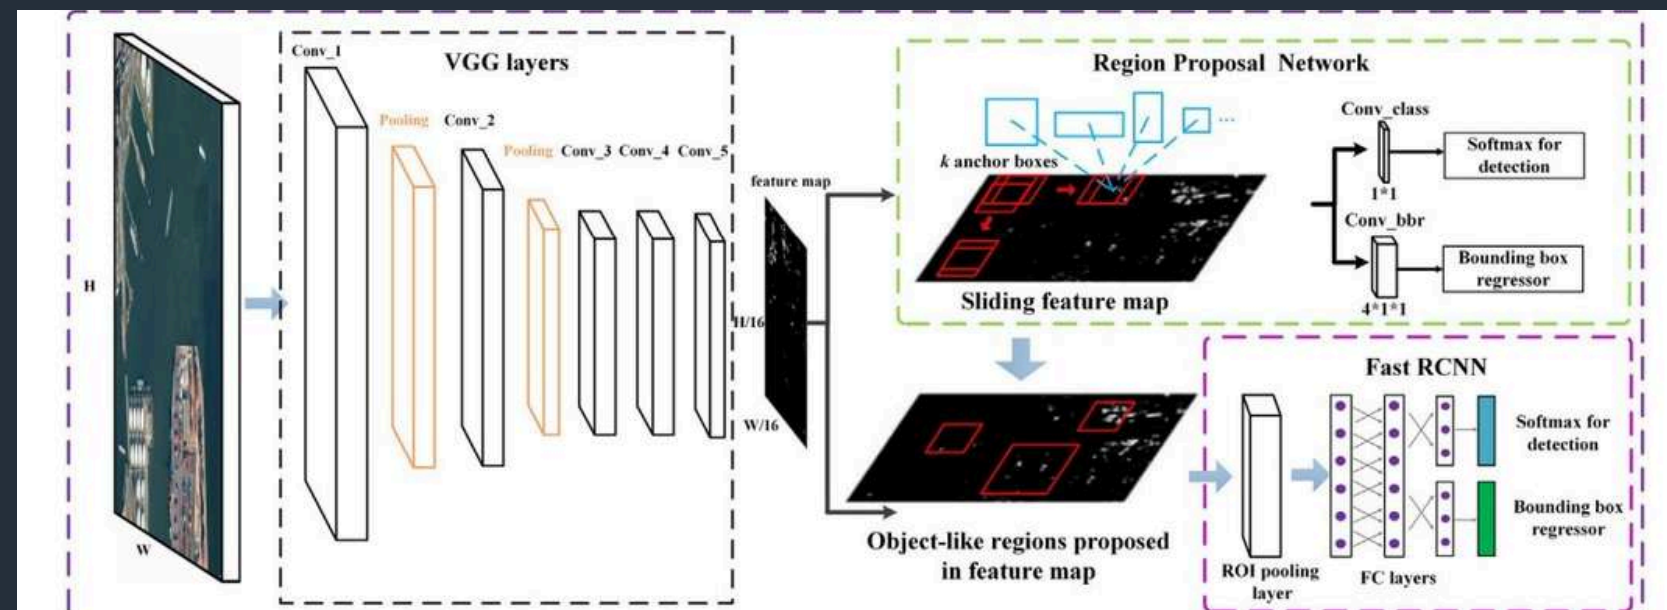 H
W
VGG layers
Conv_1
Pooling
Conv_2
Pooling
Conv_3
Conv_4
Conv_5
feature map
H/16
W/16
Region Proposal Network
k anchor boxes
...
Sliding feature map
Conv_class
1*1
Softmax for
detection
Conv_bbr
4*1*1
Bounding box
regressor
Object-like regions proposed
in feature map
Fast RCNN
ROI pooling
layer
FC layers
Softmax for
detection
Bounding box
regressor